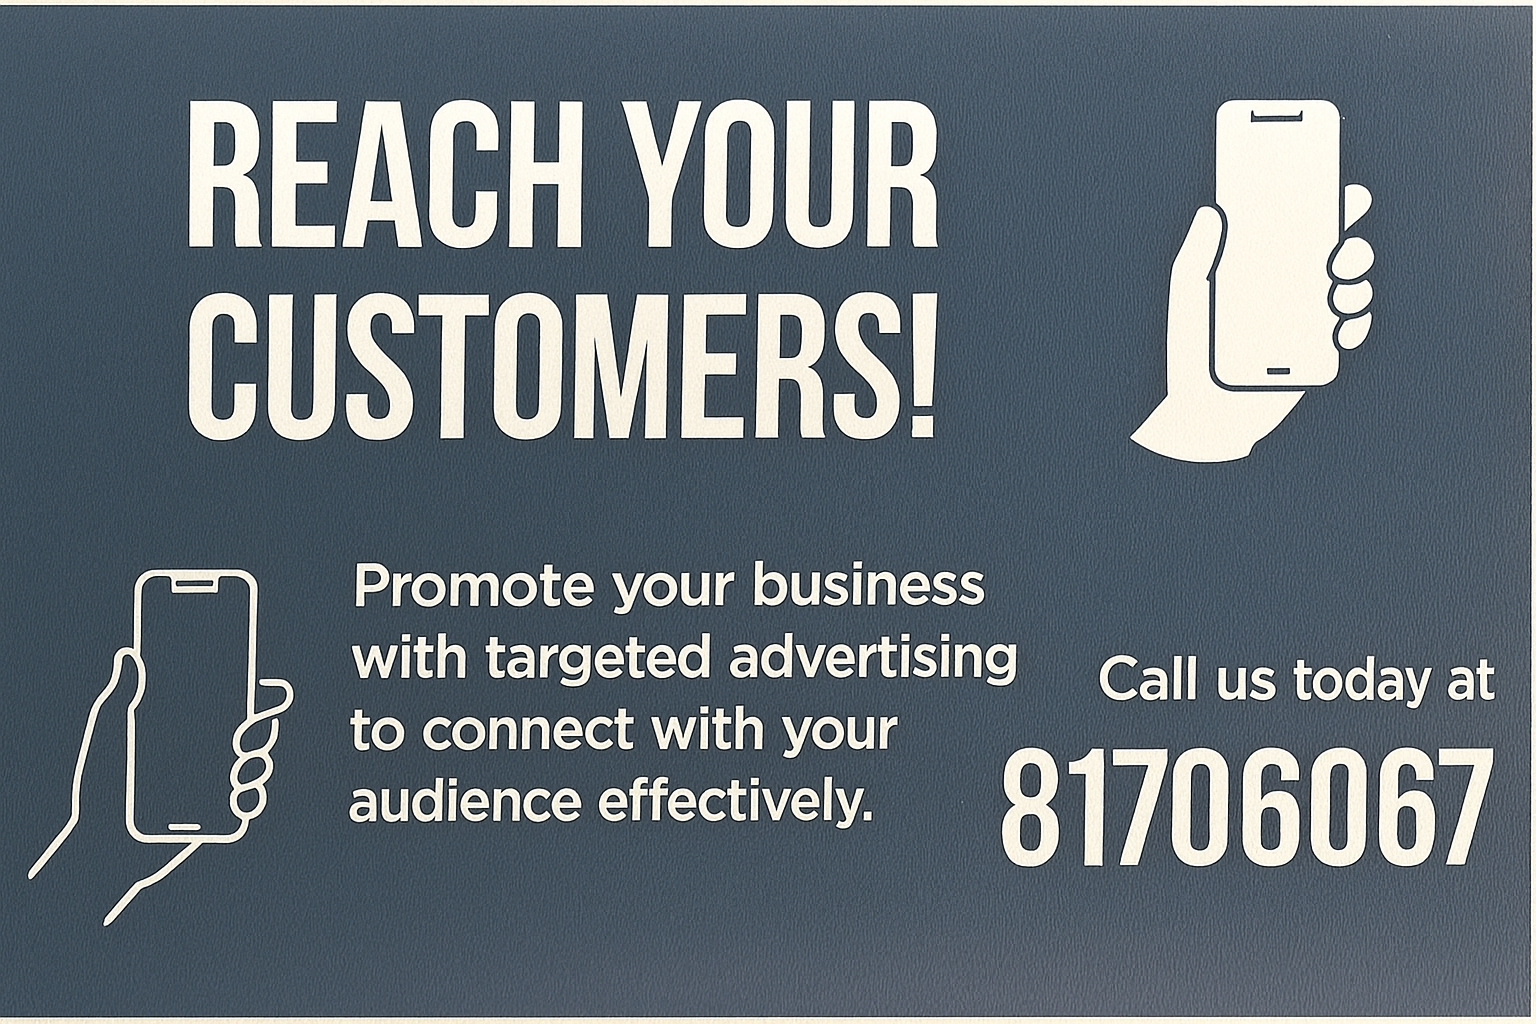 REACH YOUR
CUSTOMERS!
Promote your business
with targeted advertising
to connect with your
audience effectively.
Call us today at
81706067